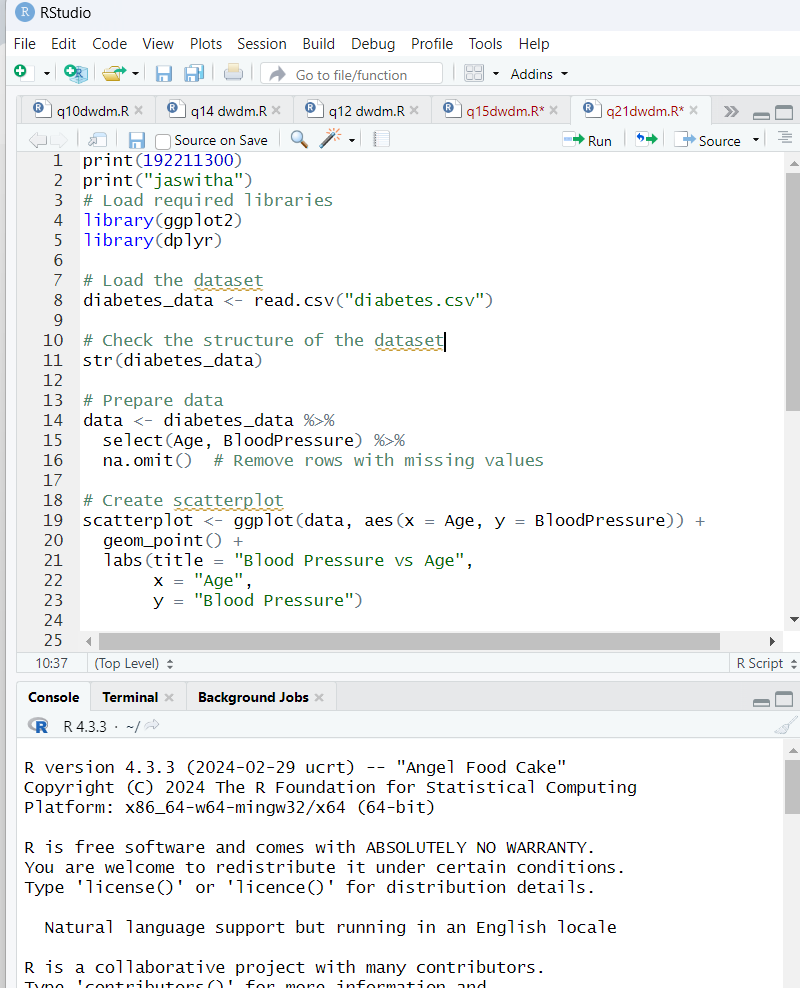 RStudio
File Edit Code View Plots Session Build Debug Profile Tools Help
Go to file/function Addins
q10dwdm.R q14 dwdm.R q12 dwdm.R q15dwdm.R* q21dwdm.R*
Source on Save Run Source
1 print(192211300)
2 print("jaswitha")
3 # Load required libraries
4 library(ggplot2)
5 library(dplyr)
6
7 # Load the dataset
8 diabetes_data <- read.csv("diabetes.csv")
9
10 # Check the structure of the dataset
11 str(diabetes_data)
12
13 # Prepare data
14 data <- diabetes_data %>%
15   select(Age, BloodPressure) %>%
16   na.omit()  # Remove rows with missing values
17
18 # Create scatterplot
19 scatterplot <- ggplot(data, aes(x = Age, y = BloodPressure)) +
20   geom_point() +
21   labs(title = "Blood Pressure vs Age",
22        x = "Age",
23        y = "Blood Pressure")
24
25
10:37 (Top Level) R Script
Console Terminal Background Jobs
R R 4.3.3 · ~/
R version 4.3.3 (2024-02-29 ucrt) -- "Angel Food Cake"
Copyright (C) 2024 The R Foundation for Statistical Computing
Platform: x86_64-w64-mingw32/x64 (64-bit)
R is free software and comes with ABSOLUTELY NO WARRANTY.
You are welcome to redistribute it under certain conditions.
Type 'license()' or 'licence()' for distribution details.
Natural language support but running in an English locale
R is a collaborative project with many contributors.
Type 'contributors()' for more information and